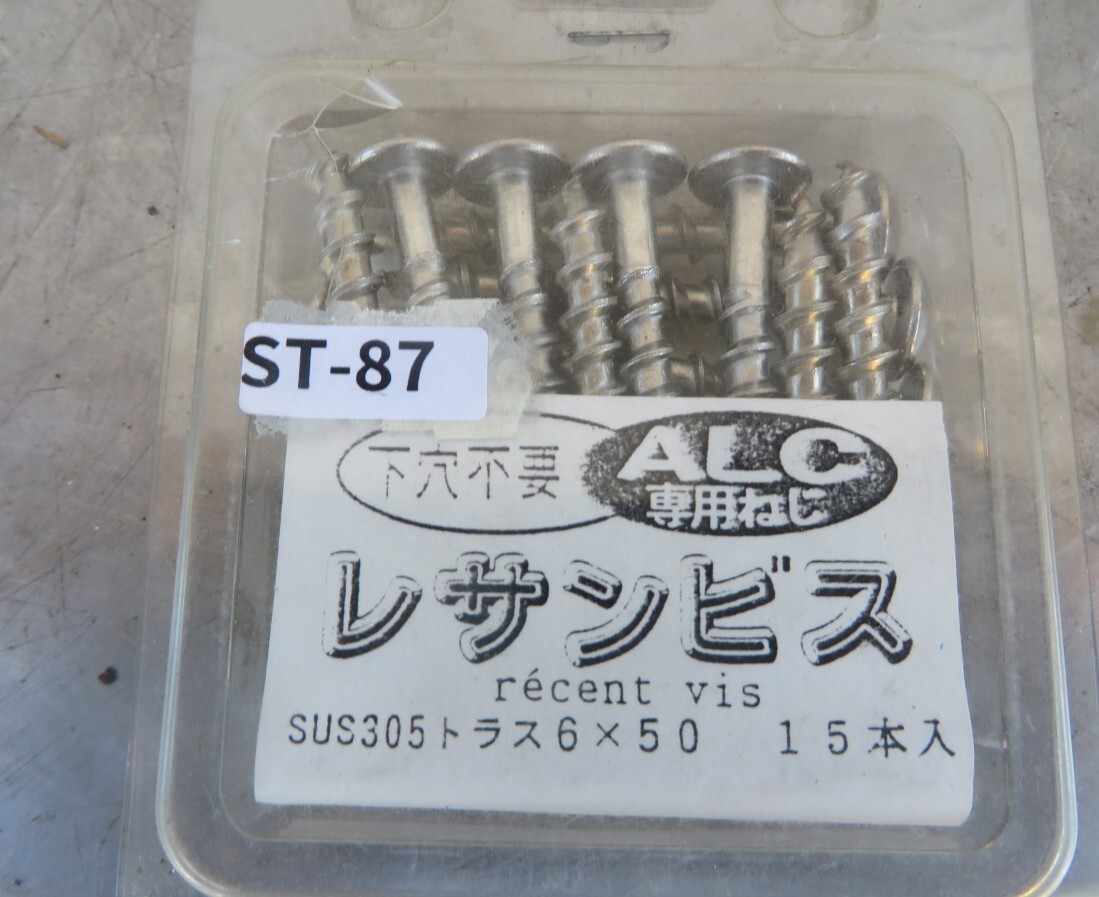 ST-87
下穴不要
ALC
専用ねじ
レサンビス
récent vis
SUS305トラス6×50 15本入